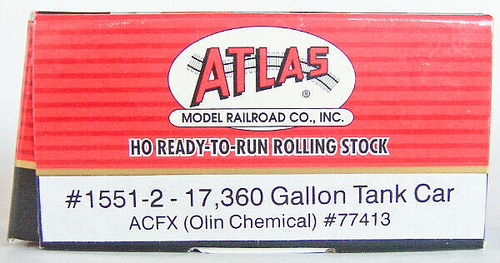 ATLAS
®
MODEL RAILROAD CO., INC.
HO READY-TO-RUN ROLLING STOCK
#1551-2 - 17,360 Gallon Tank Car
ACFX (Olin Chemical) #77413